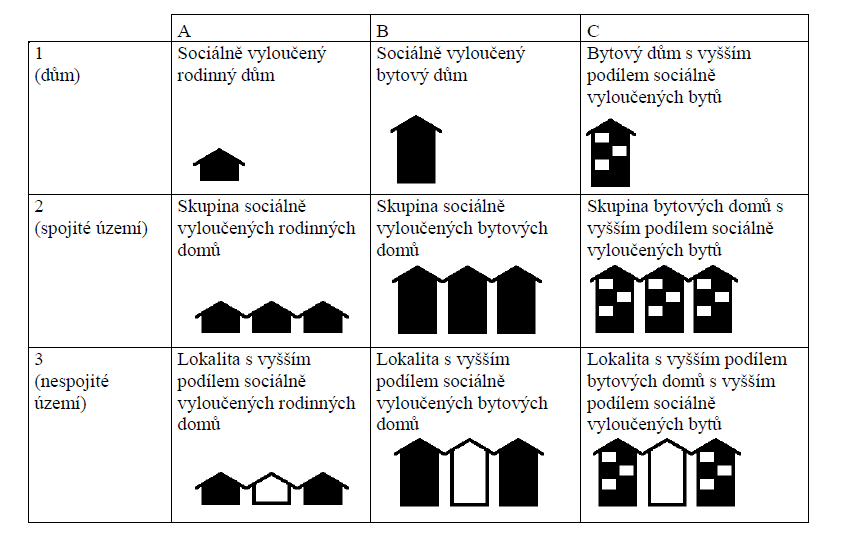 A
B
C
1
(dům)
Sociálně vyloučený
rodinný dům
Sociálně vyloučený
bytový dům
Bytový dům s vyšším
podílem sociálně
vyloučených bytů
2
(spojité území)
Skupina sociálně
vyloučených rodinných
domů
Skupina sociálně
vyloučených bytových
domů
Skupina bytových domů s
vyšším podílem sociálně
vyloučených bytů
3
(nespojité
území)
Lokalita s vyšším
podílem sociálně
vyloučených rodinných
domů
Lokalita s vyšším
podílem sociálně
vyloučených bytových
domů
Lokalita s vyšším podílem
bytových domů s vyšším
podílem sociálně
vyloučených bytů